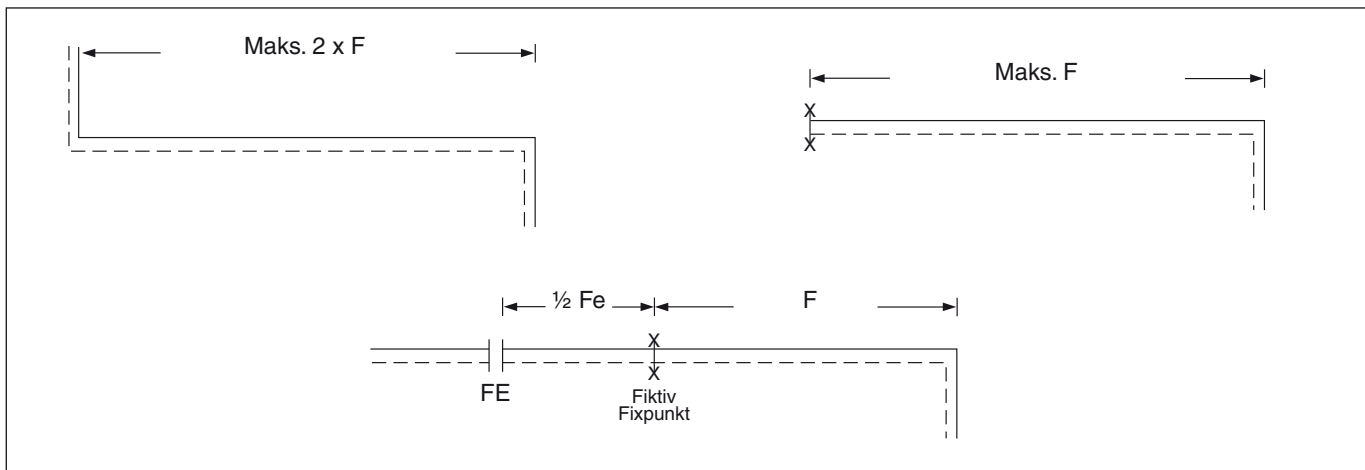 Maks. 2 x F
Maks. F
X
X
½ Fe
F
X
X
FE
Fiktiv
Fixpunkt